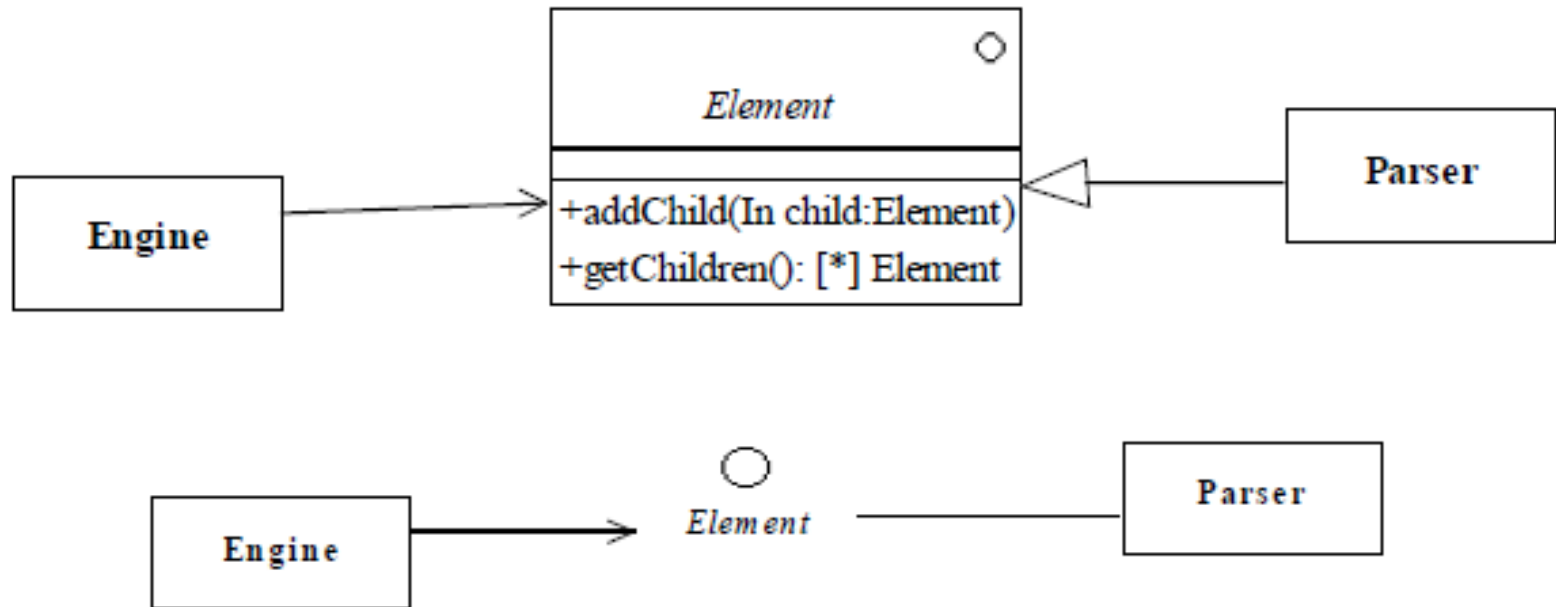 Element
Parser
Engine
+addChild(In child:Element)
+getChildren(): [*] Element
Parser
Element
Engine